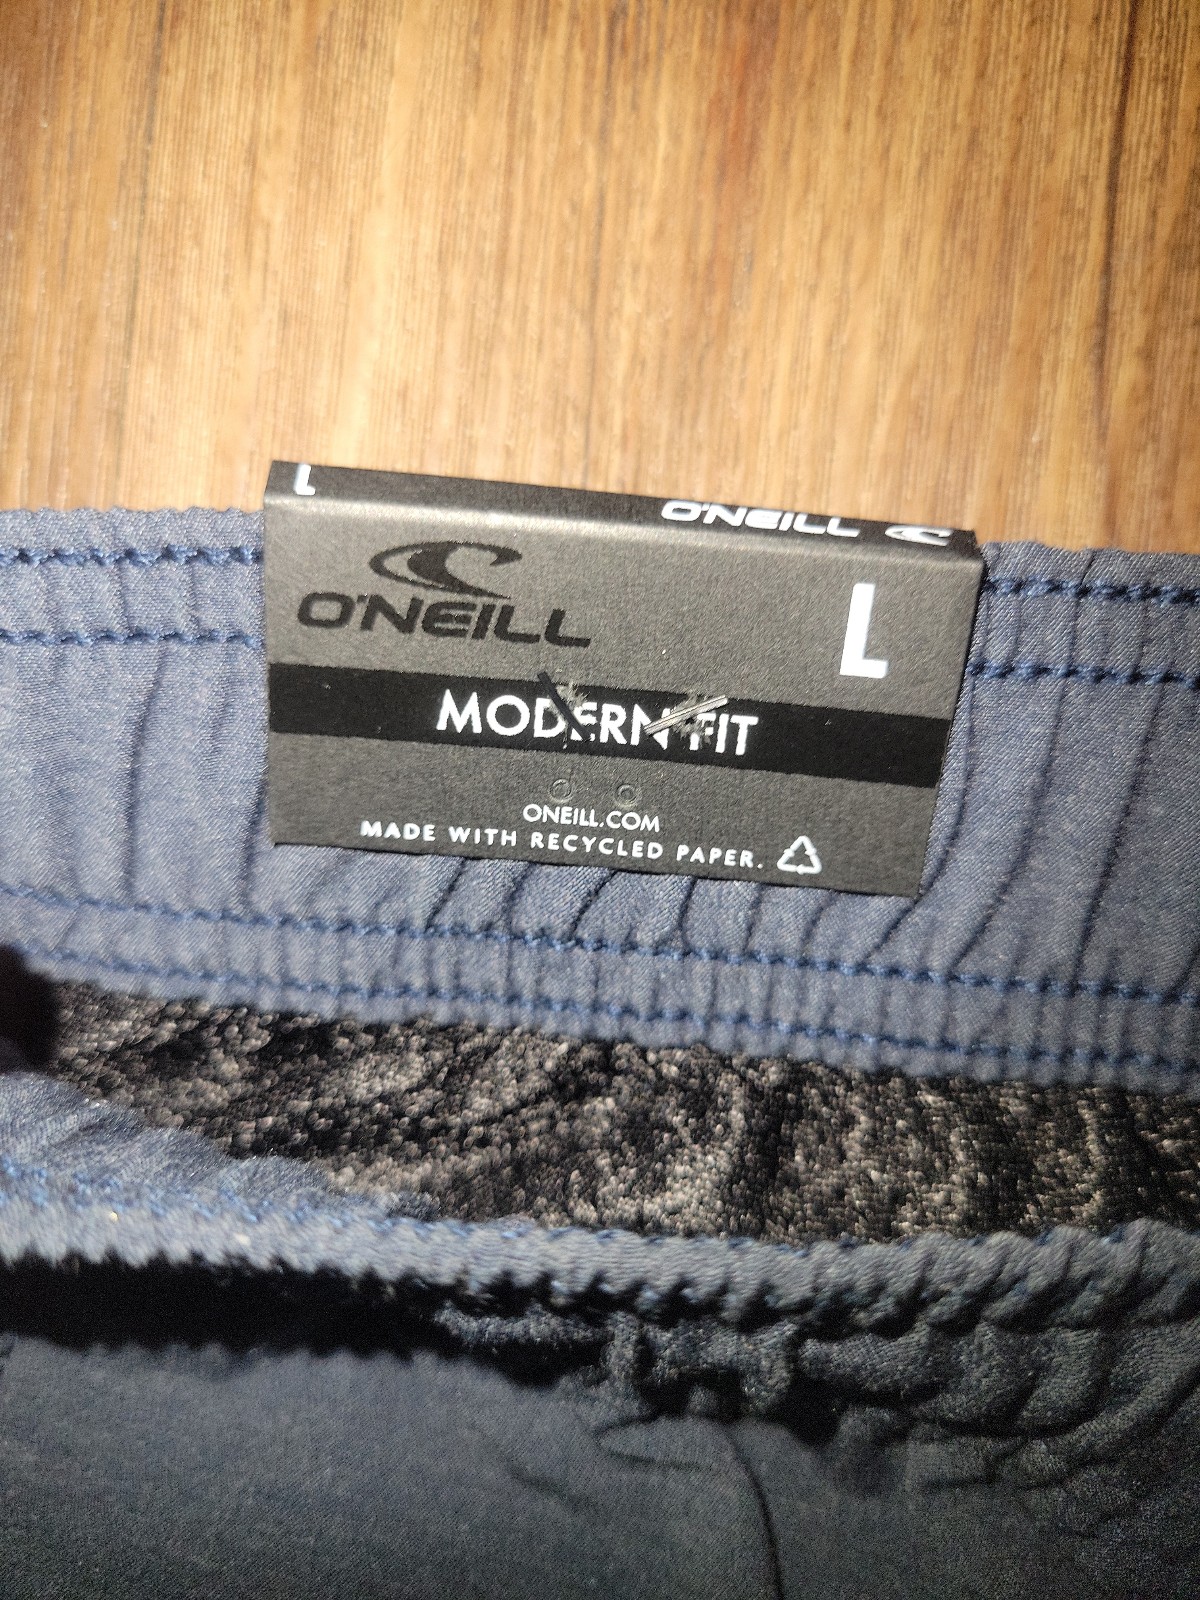 L
O'NEILL
O'NEILL
L
MODERN FIT
ONEILL.COM
MADE WITH RECYCLED PAPER.